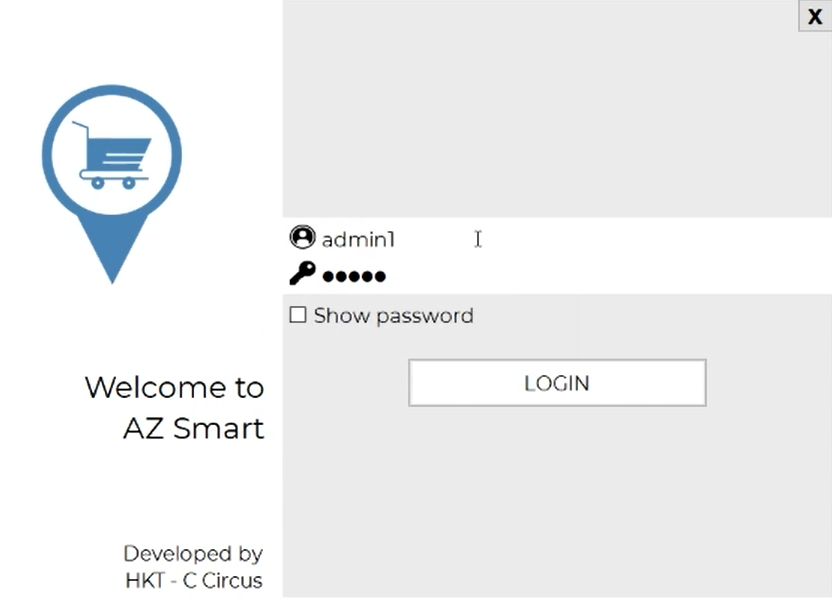 X
admin1
●●●●●
Show password
LOGIN
Welcome to
AZ Smart
Developed by
HKT - C Circus